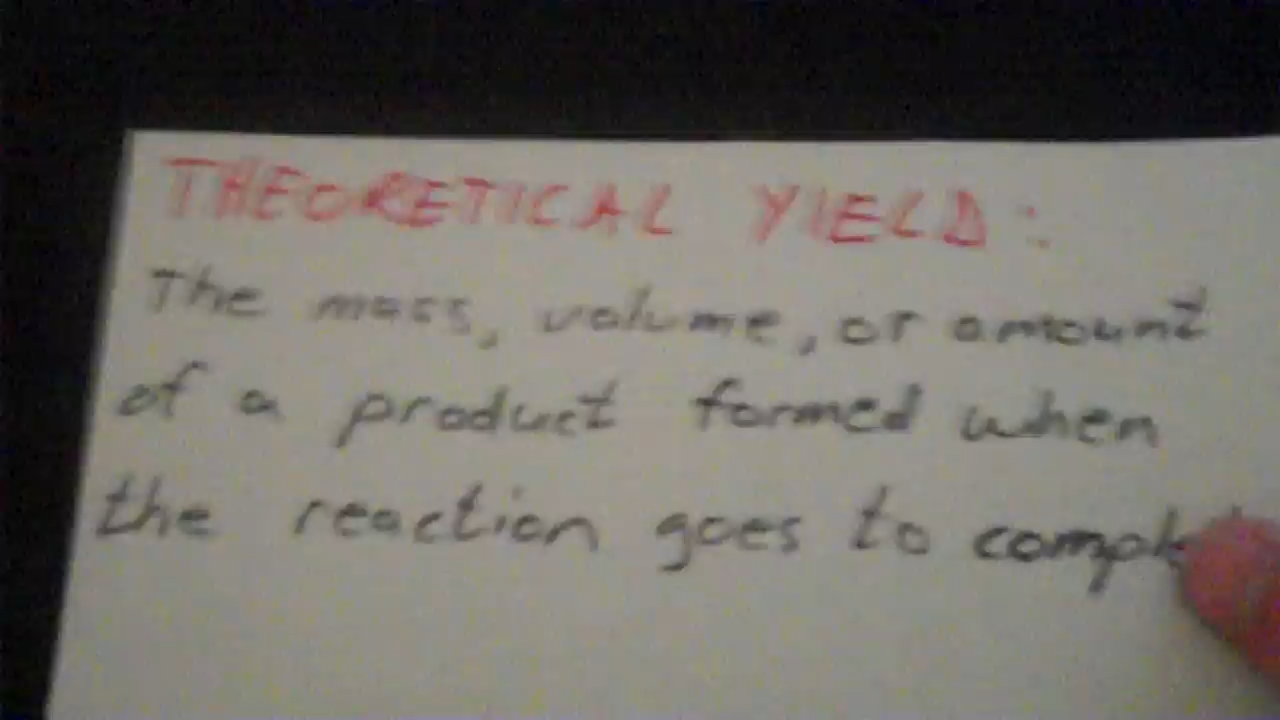 THEORETICAL YIELD:
The mass, volume, or amount
of a product formed when
the reaction goes to